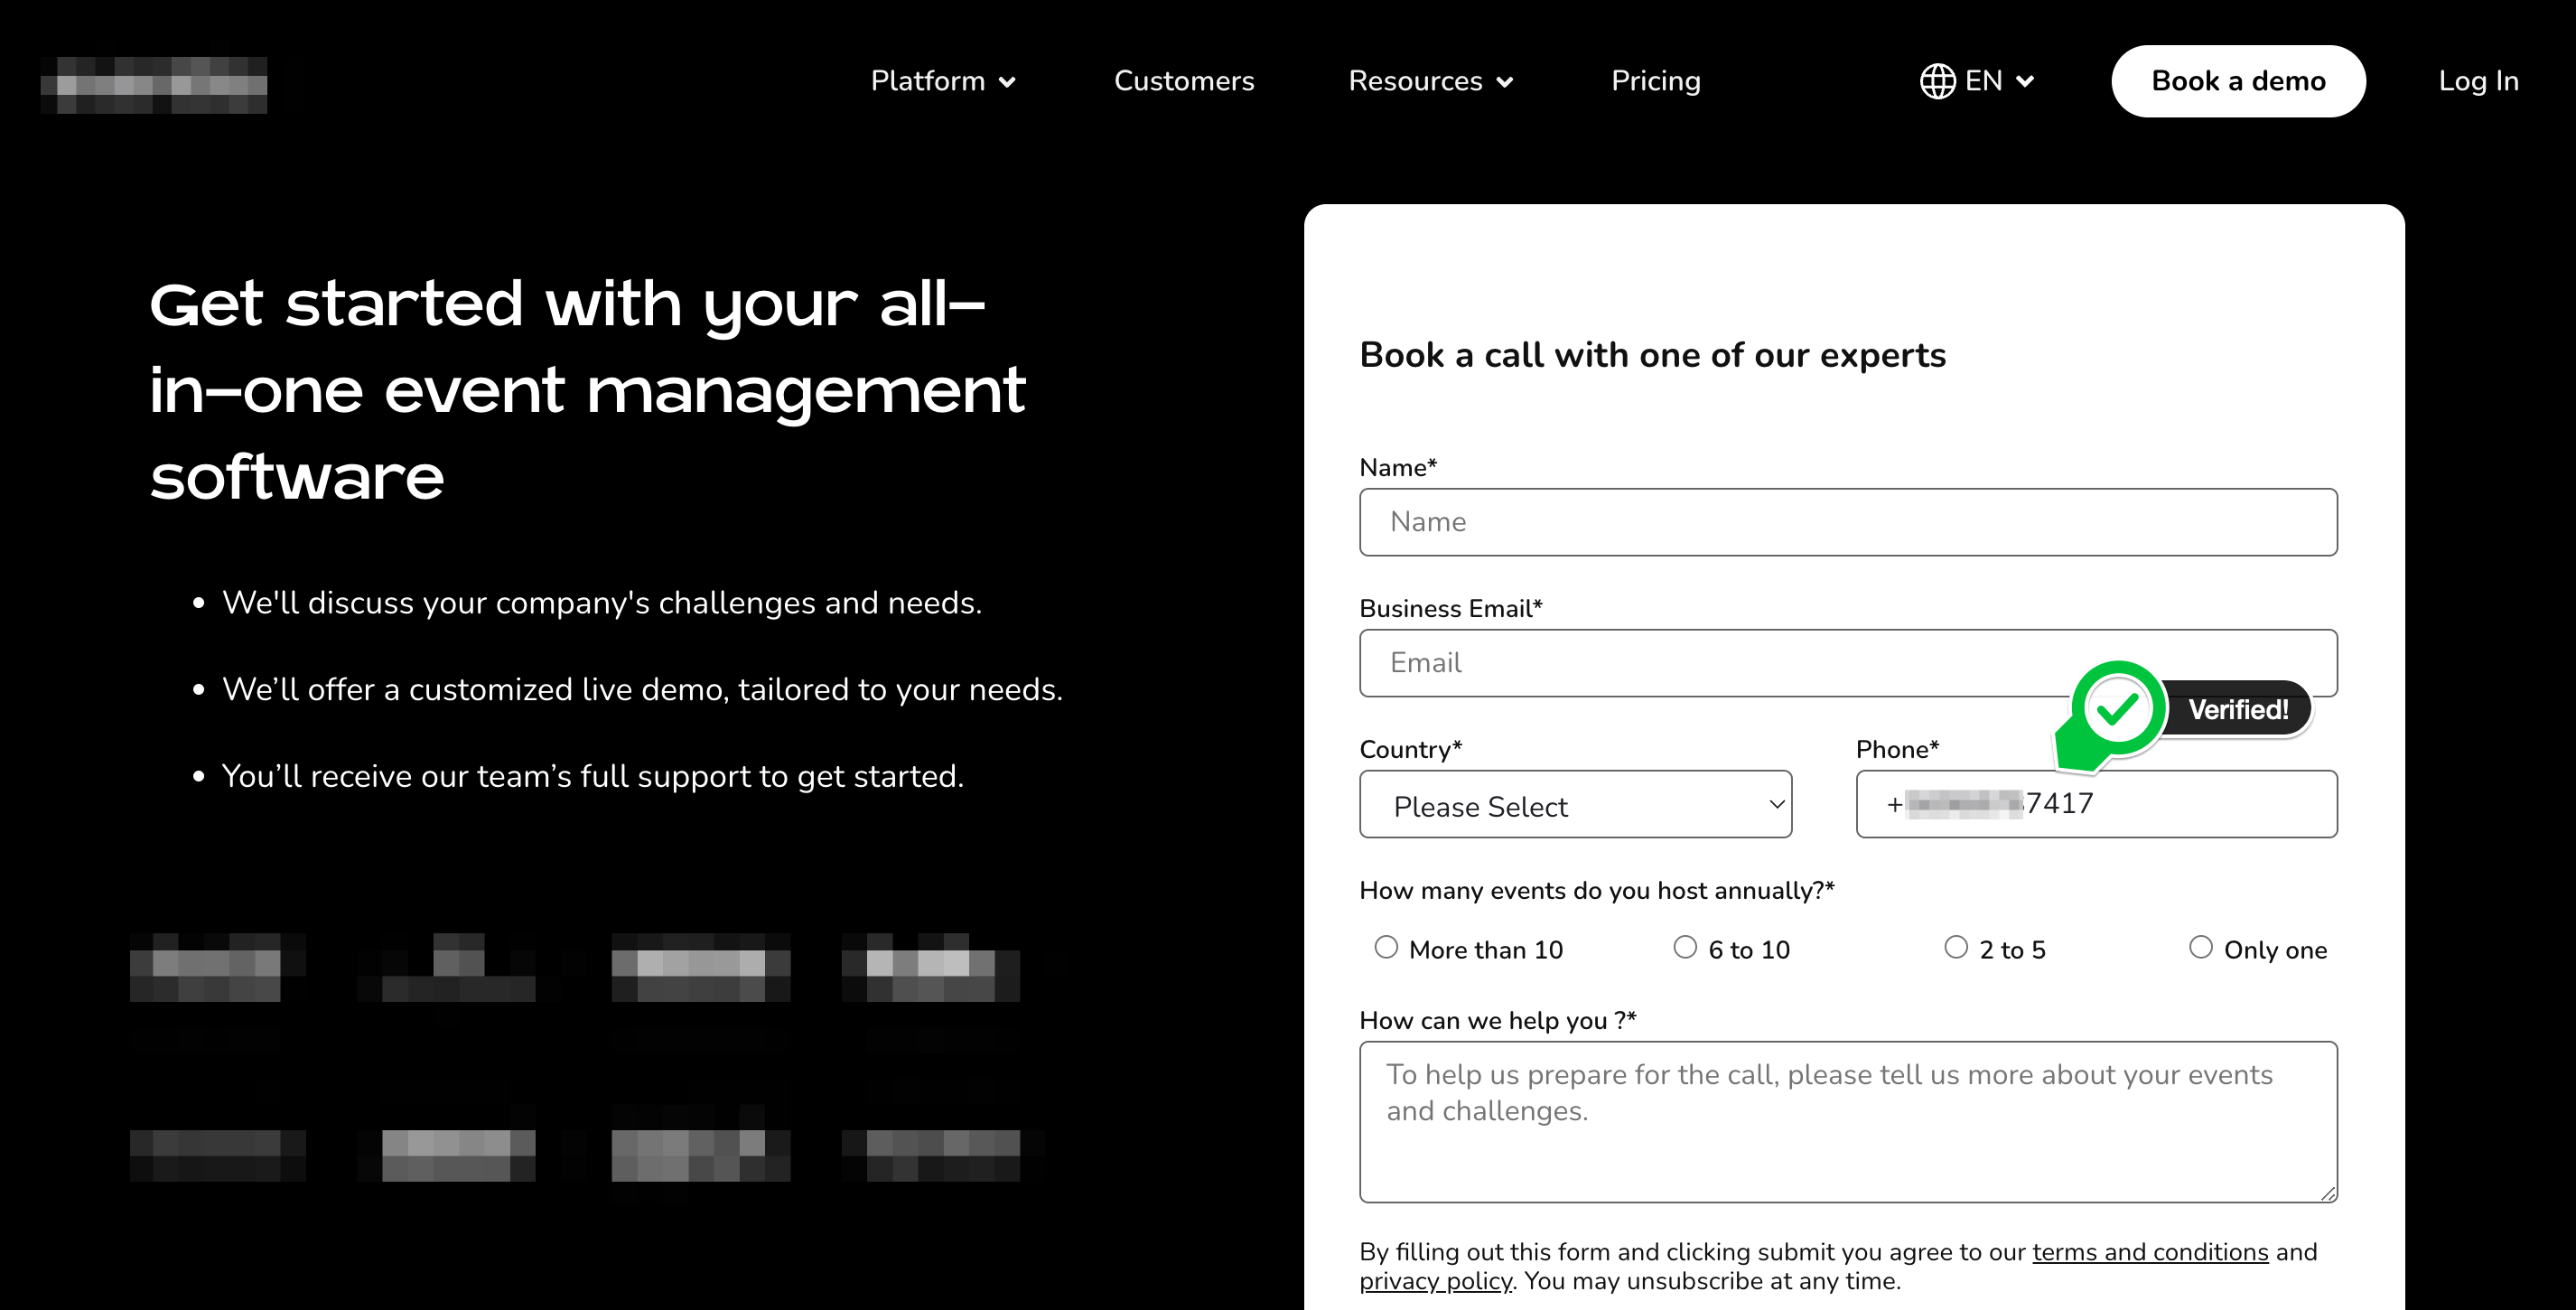 Platform
Customers
Resources
Pricing
EN
Book a demo
Log In
Get started with your all-
in-one event management
software
• We'll discuss your company's challenges and needs.
• We’ll offer a customized live demo, tailored to your needs.
• You’ll receive our team’s full support to get started.
Book a call with one of our experts
Name*
Name
Business Email*
Email
Verified!
Country*
Phone*
Please Select
+ 7417
How many events do you host annually?*
More than 10
6 to 10
2 to 5
Only one
How can we help you ?*
To help us prepare for the call, please tell us more about your events
and challenges.
By filling out this form and clicking submit you agree to our terms and conditions and
privacy policy. You may unsubscribe at any time.